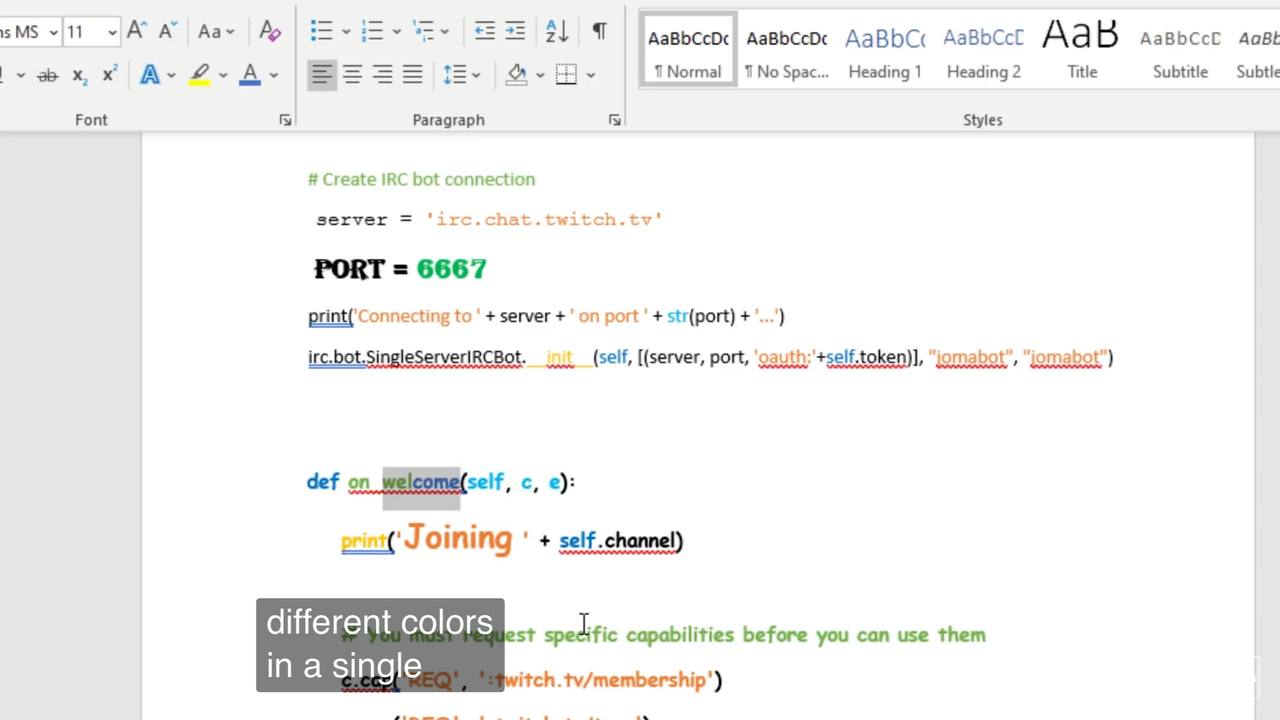 ns MS 11 Aa A
AaBbCcDc AaBbCcDc AaBbCc AaBbCcD AaB AaBbCcD AaBb
¶ Normal ¶ No Spac... Heading 1 Heading 2 Title Subtitle Subtle
Font Paragraph Styles
# Create IRC bot connection
server = 'irc.chat.twitch.tv'
PORT = 6667
print('Connecting to ' + server + ' on port ' + str(port) + '...')
irc.bot.SingleServerIRCBot.__init__(self, [(server, port, 'oauth:'+self.token)], "jomabot", "jomabot")
def on_welcome(self, c, e):
print('Joining ' + self.channel)
# You must request specific capabilities before you can use them
different colors
in a single
c.cap('REQ', ':twitch.tv/membership')